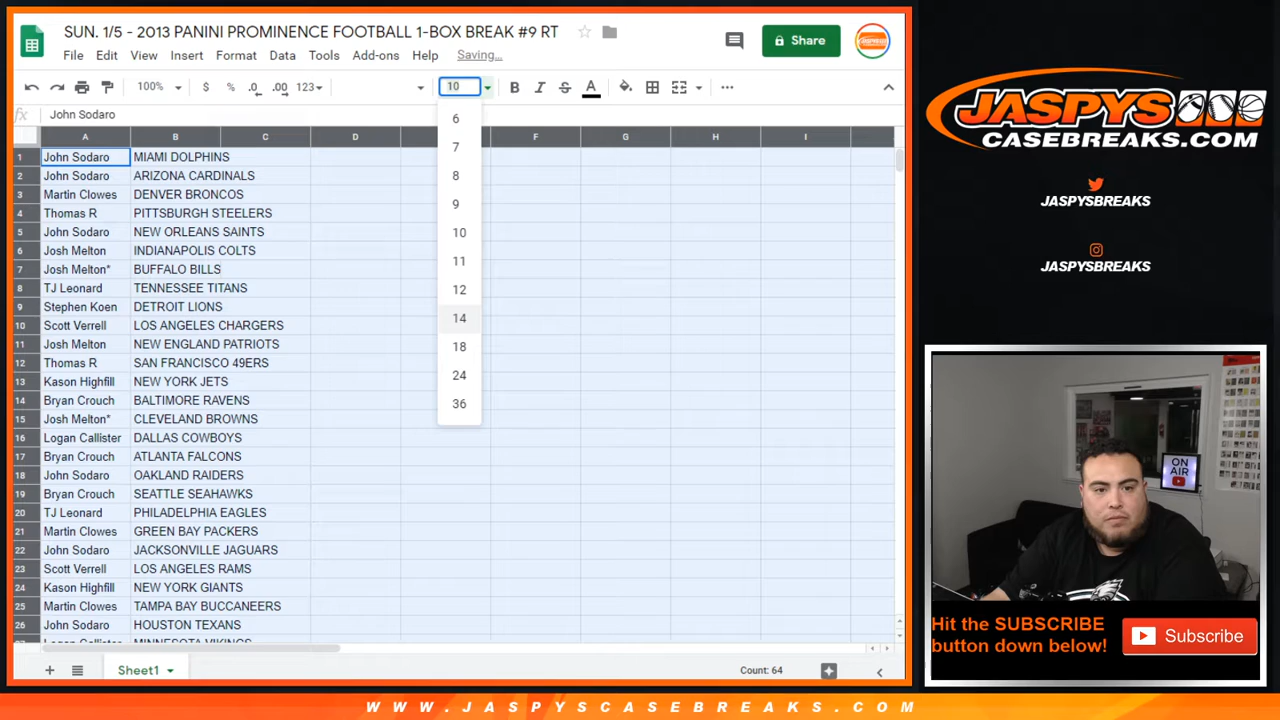 SUN. 1/5 - 2013 PANINI PROMINENCE FOOTBALL 1-BOX BREAK #9 RT
File Edit View Insert Format Data Tools Add-ons Help Saving...
Share
100% $ % .0 .00 123 10 B I S A
fx John Sodaro
A B C D F G H I
1 John Sodaro MIAMI DOLPHINS
2 John Sodaro ARIZONA CARDINALS
3 Martin Clowes DENVER BRONCOS
4 Thomas R PITTSBURGH STEELERS
5 John Sodaro NEW ORLEANS SAINTS
6 Josh Melton INDIANAPOLIS COLTS
7 Josh Melton* BUFFALO BILLS
8 TJ Leonard TENNESSEE TITANS
9 Stephen Koen DETROIT LIONS
10 Scott Verrell LOS ANGELES CHARGERS
11 Josh Melton NEW ENGLAND PATRIOTS
12 Thomas R SAN FRANCISCO 49ERS
13 Kason Highfill NEW YORK JETS
14 Bryan Crouch BALTIMORE RAVENS
15 Josh Melton* CLEVELAND BROWNS
16 Logan Callister DALLAS COWBOYS
17 Bryan Crouch ATLANTA FALCONS
18 John Sodaro OAKLAND RAIDERS
19 Bryan Crouch SEATTLE SEAHAWKS
20 TJ Leonard PHILADELPHIA EAGLES
21 Martin Clowes GREEN BAY PACKERS
22 John Sodaro JACKSONVILLE JAGUARS
23 Scott Verrell LOS ANGELES RAMS
24 Kason Highfill NEW YORK GIANTS
25 Martin Clowes TAMPA BAY BUCCANEERS
26 John Sodaro HOUSTON TEXANS
27 Logan Callister MINNESOTA VIKINGS
6
7
8
9
10
11
12
14
18
24
36
Sheet1
Count: 64
JASPYS
CASEBREAKS.COM
JASPYSBREAKS
JASPYSBREAKS
ON
AIR
Hit the SUBSCRIBE
button down below!
Subscribe
WWW.JASPYSCASEBREAKS.COM